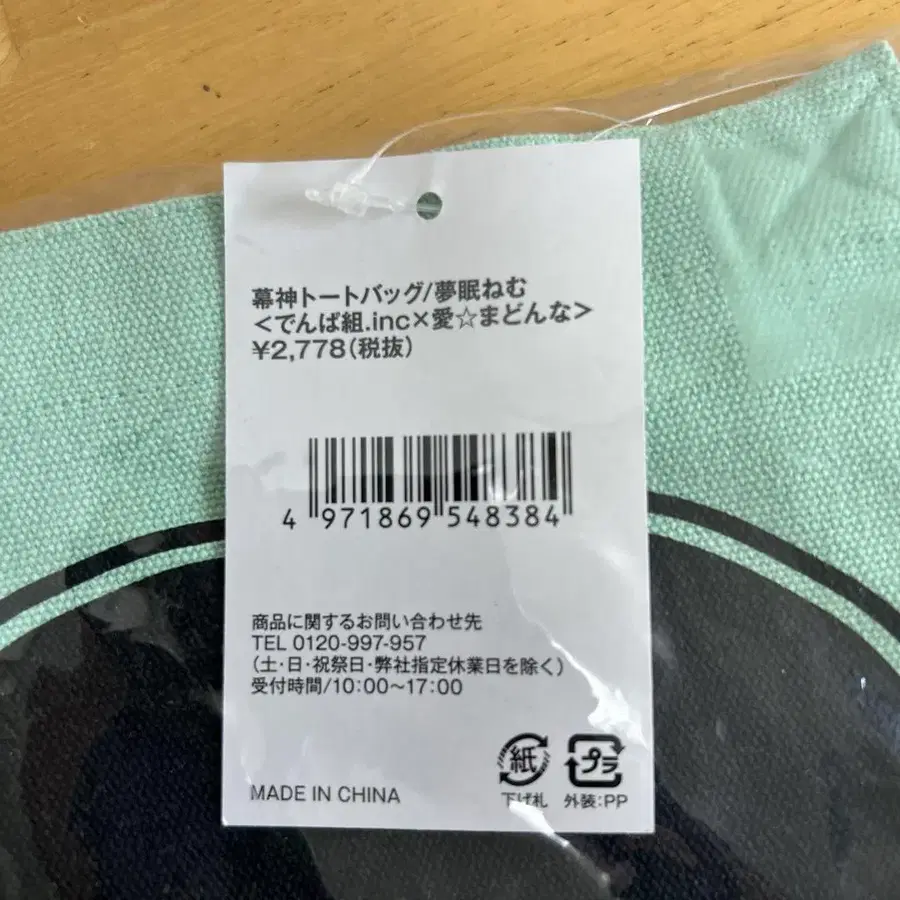 幕神トートバッグ/夢眠ねむ
<でんぱ組.inc×愛☆まどんな>
¥2,778(税抜)
4 971869 548384
商品に関するお問い合わせ先
TEL 0120-997-957
(土・日・祝祭日・弊社指定休業日を除く)
受付時間/10:00～17:00
紙 プラ
MADE IN CHINA 下げ札 外装:PP